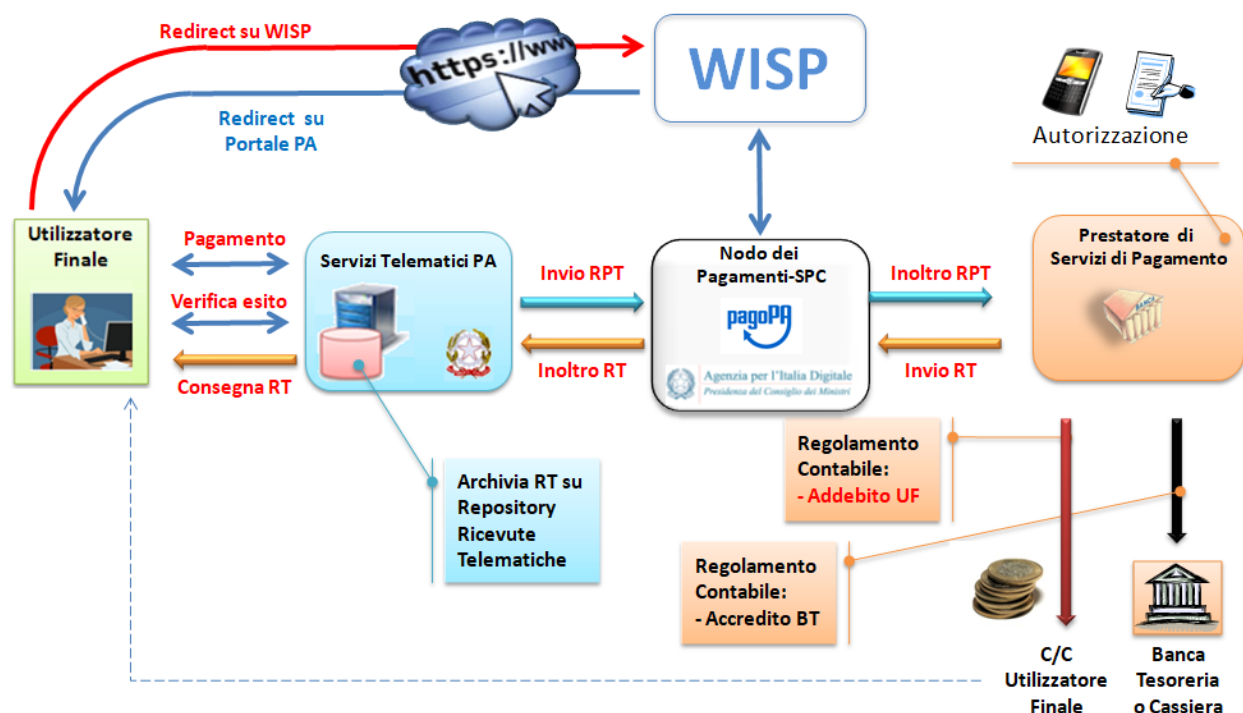 Redirect su WISP
https://www
WISP
Redirect su
Portale PA
Autorizzazione
Utilizzatore
Finale
Pagamento
Verifica esito
Consegna RT
Servizi Telematici PA
Invio RPT
Inoltro RT
Nodo dei
Pagamenti-SPC
pagoPA
Agenzia per l'Italia Digitale
Presidenza del Consiglio dei Ministri
Inoltro RPT
Invio RT
Prestatore di
Servizi di Pagamento
BANCA
Archivia RT su
Repository
Ricevute
Telematiche
Regolamento
Contabile:
- Addebito UF
Regolamento
Contabile:
- Accredito BT
C/C
Utilizzatore
Finale
Banca
Tesoreria
o Cassiera